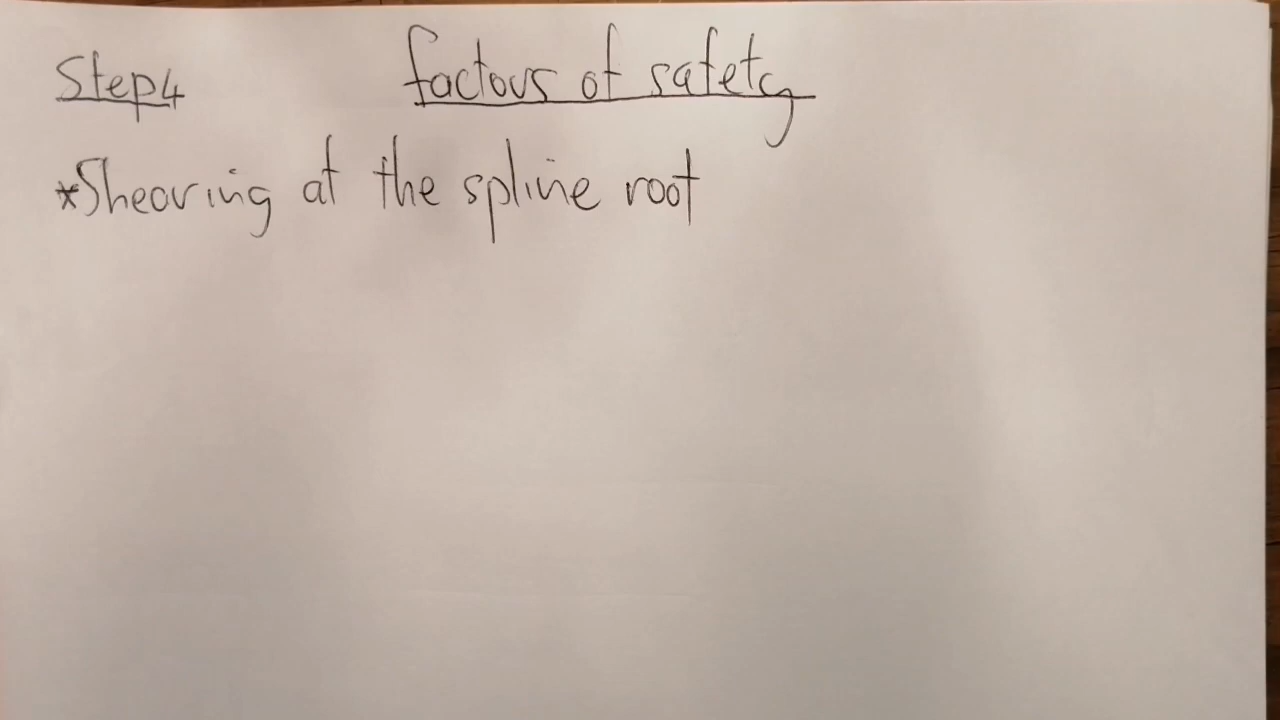 Step4 factors of safety
*Shearing at the spline root